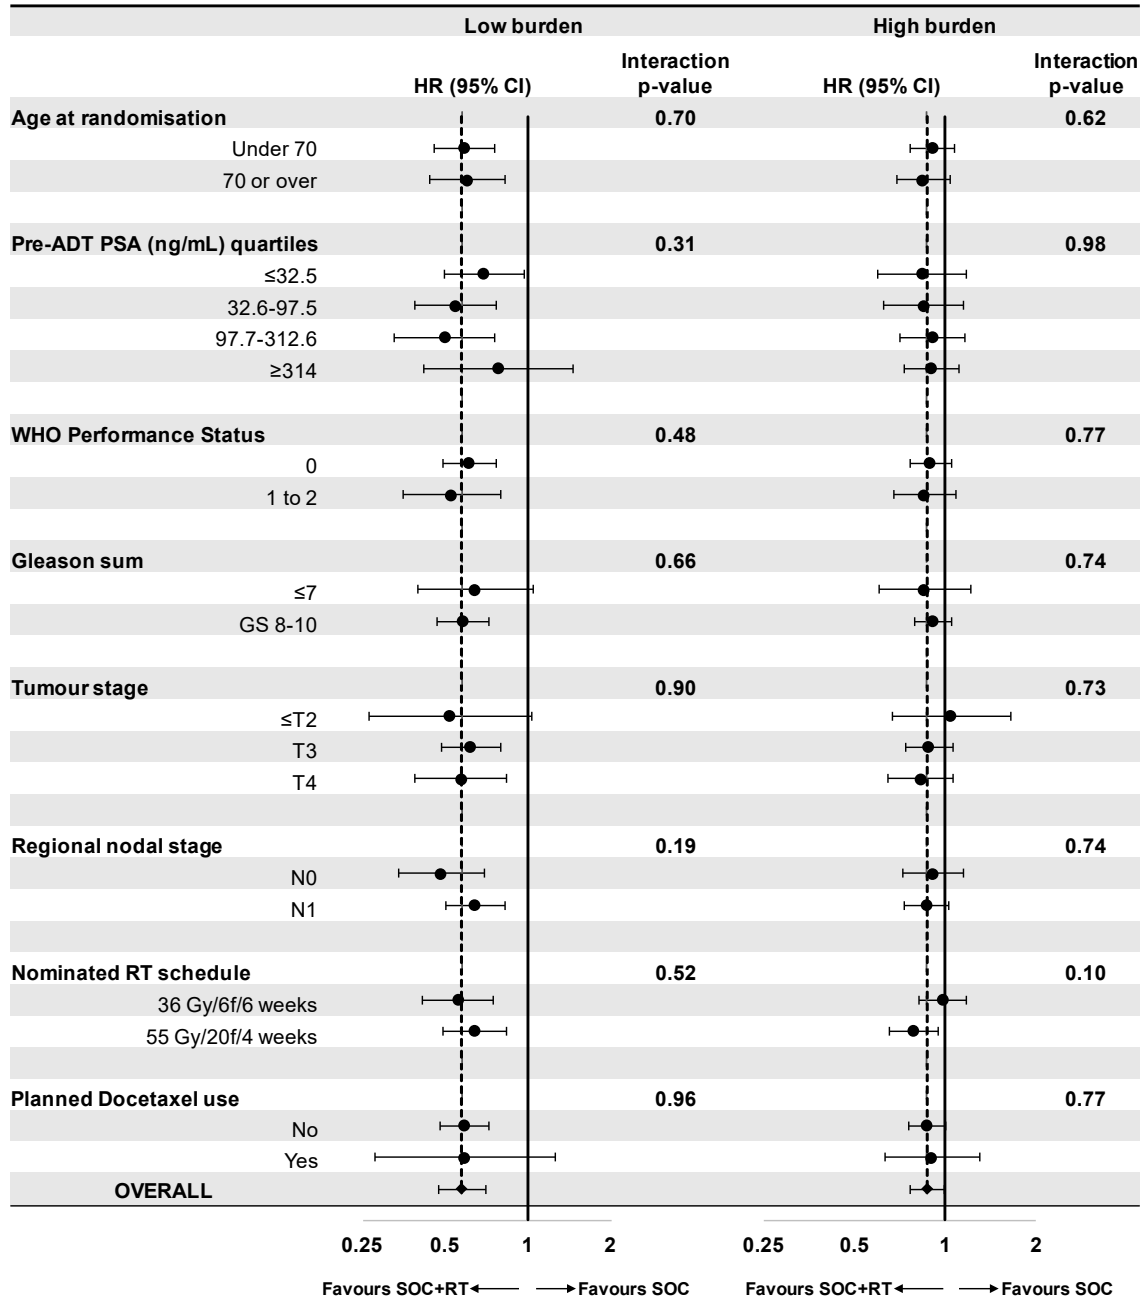 Low burden High burden
Interaction Interaction
HR (95% CI) p-value HR (95% CI) p-value
Age at randomisation 0.70 0.62
Under 70
70 or over
Pre-ADT PSA (ng/mL) quartiles 0.31 0.98
≤32.5
32.6-97.5
97.7-312.6
≥314
WHO Performance Status 0.48 0.77
0
1 to 2
Gleason sum 0.66 0.74
≤7
GS 8-10
Tumour stage 0.90 0.73
≤T2
T3
T4
Regional nodal stage 0.19 0.74
N0
N1
Nominated RT schedule 0.52 0.10
36 Gy/6f/6 weeks
55 Gy/20f/4 weeks
Planned Docetaxel use 0.96 0.77
No
Yes
OVERALL
0.25 0.5 1 2 0.25 0.5 1 2
Favours SOC+RT Favours SOC Favours SOC+RT Favours SOC